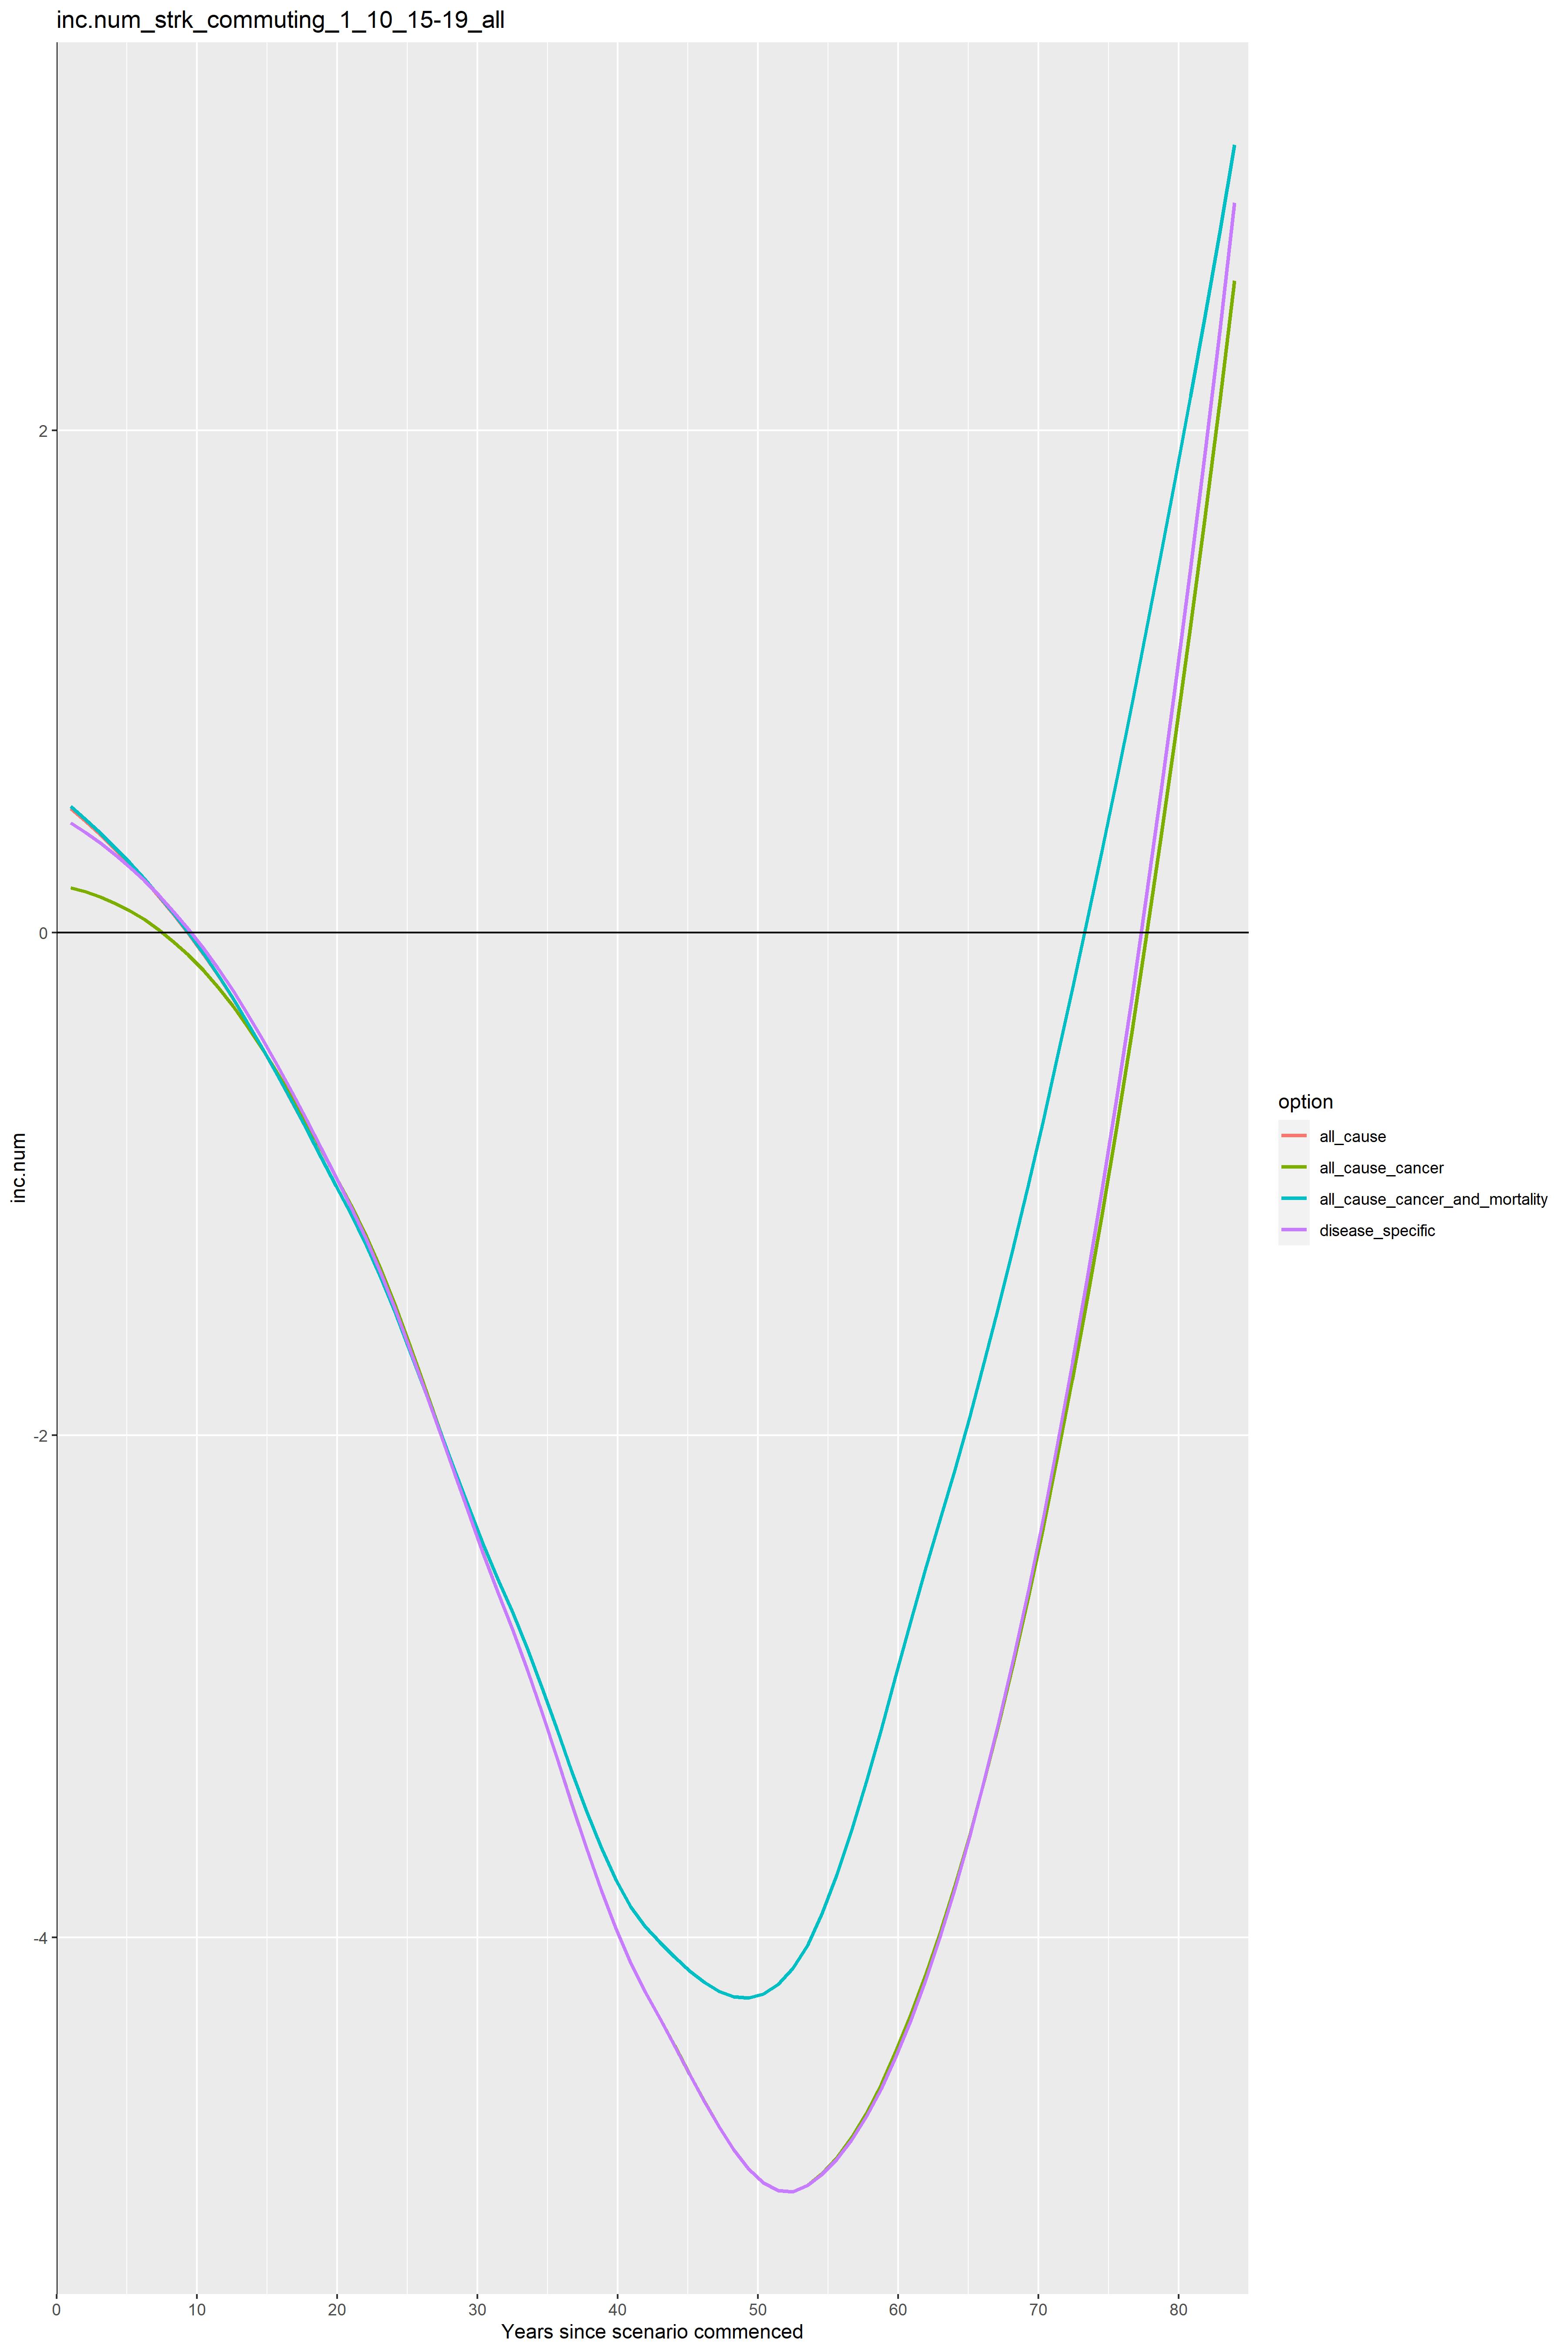 inc.num_strk_commuting_1_10_15-19_all
2
0
-2
-4
inc.num
0 10 20 30 40 50 60 70 80
Years since scenario commenced
option
all_cause
all_cause_cancer
all_cause_cancer_and_mortality
disease_specific